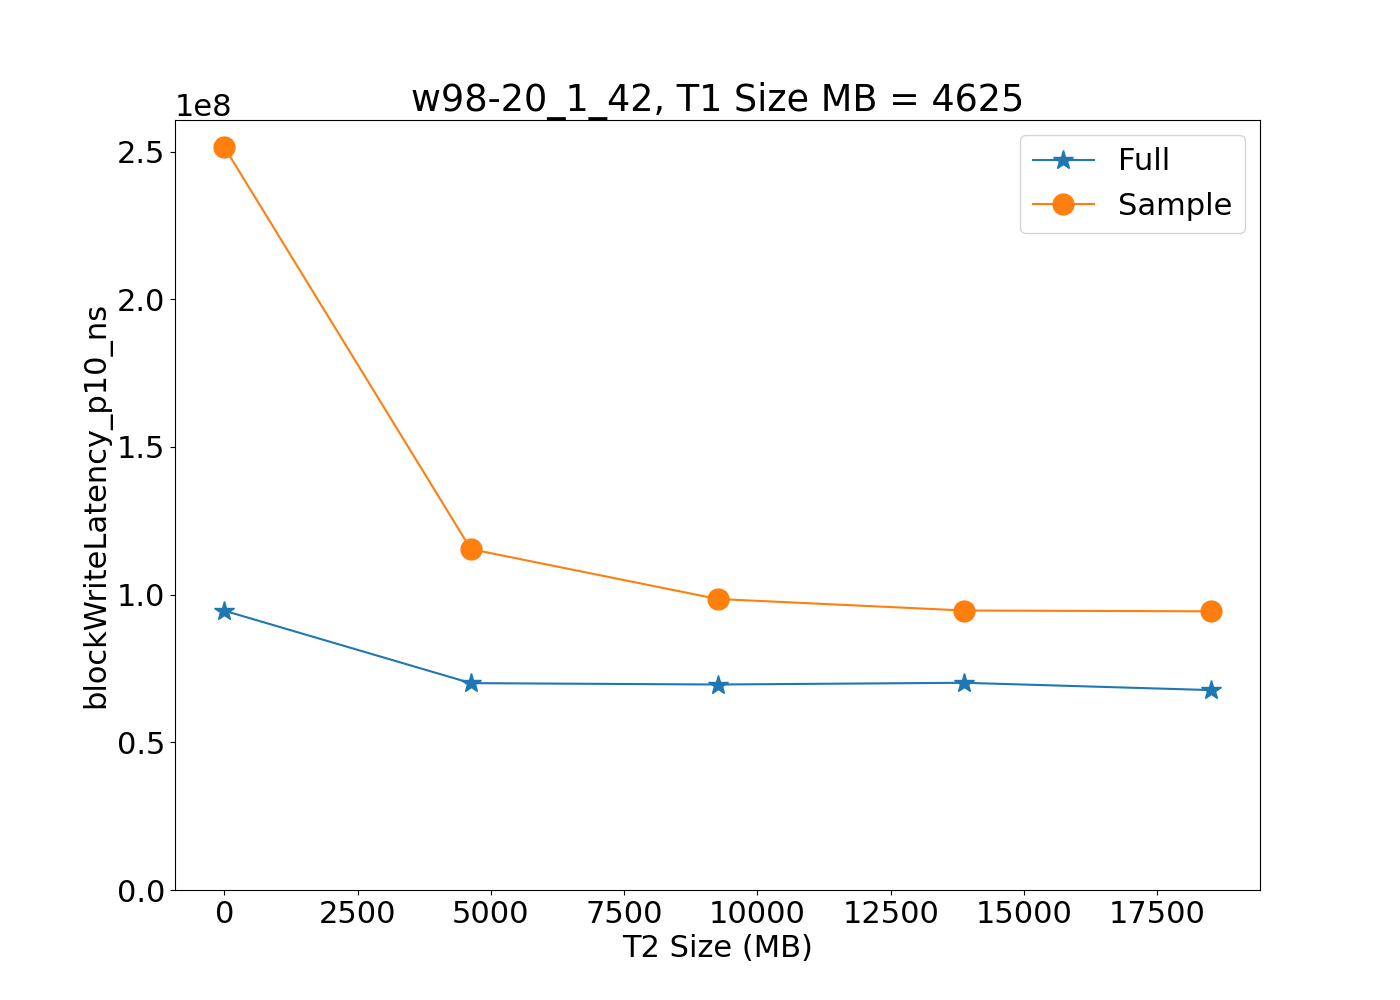 w98-20_1_42, T1 Size MB = 4625
1e8
Full
Sample
blockWriteLatency_p10_ns
2.5
2.0
1.5
1.0
0.5
0.0
0 2500 5000 7500 10000 12500 15000 17500
T2 Size (MB)